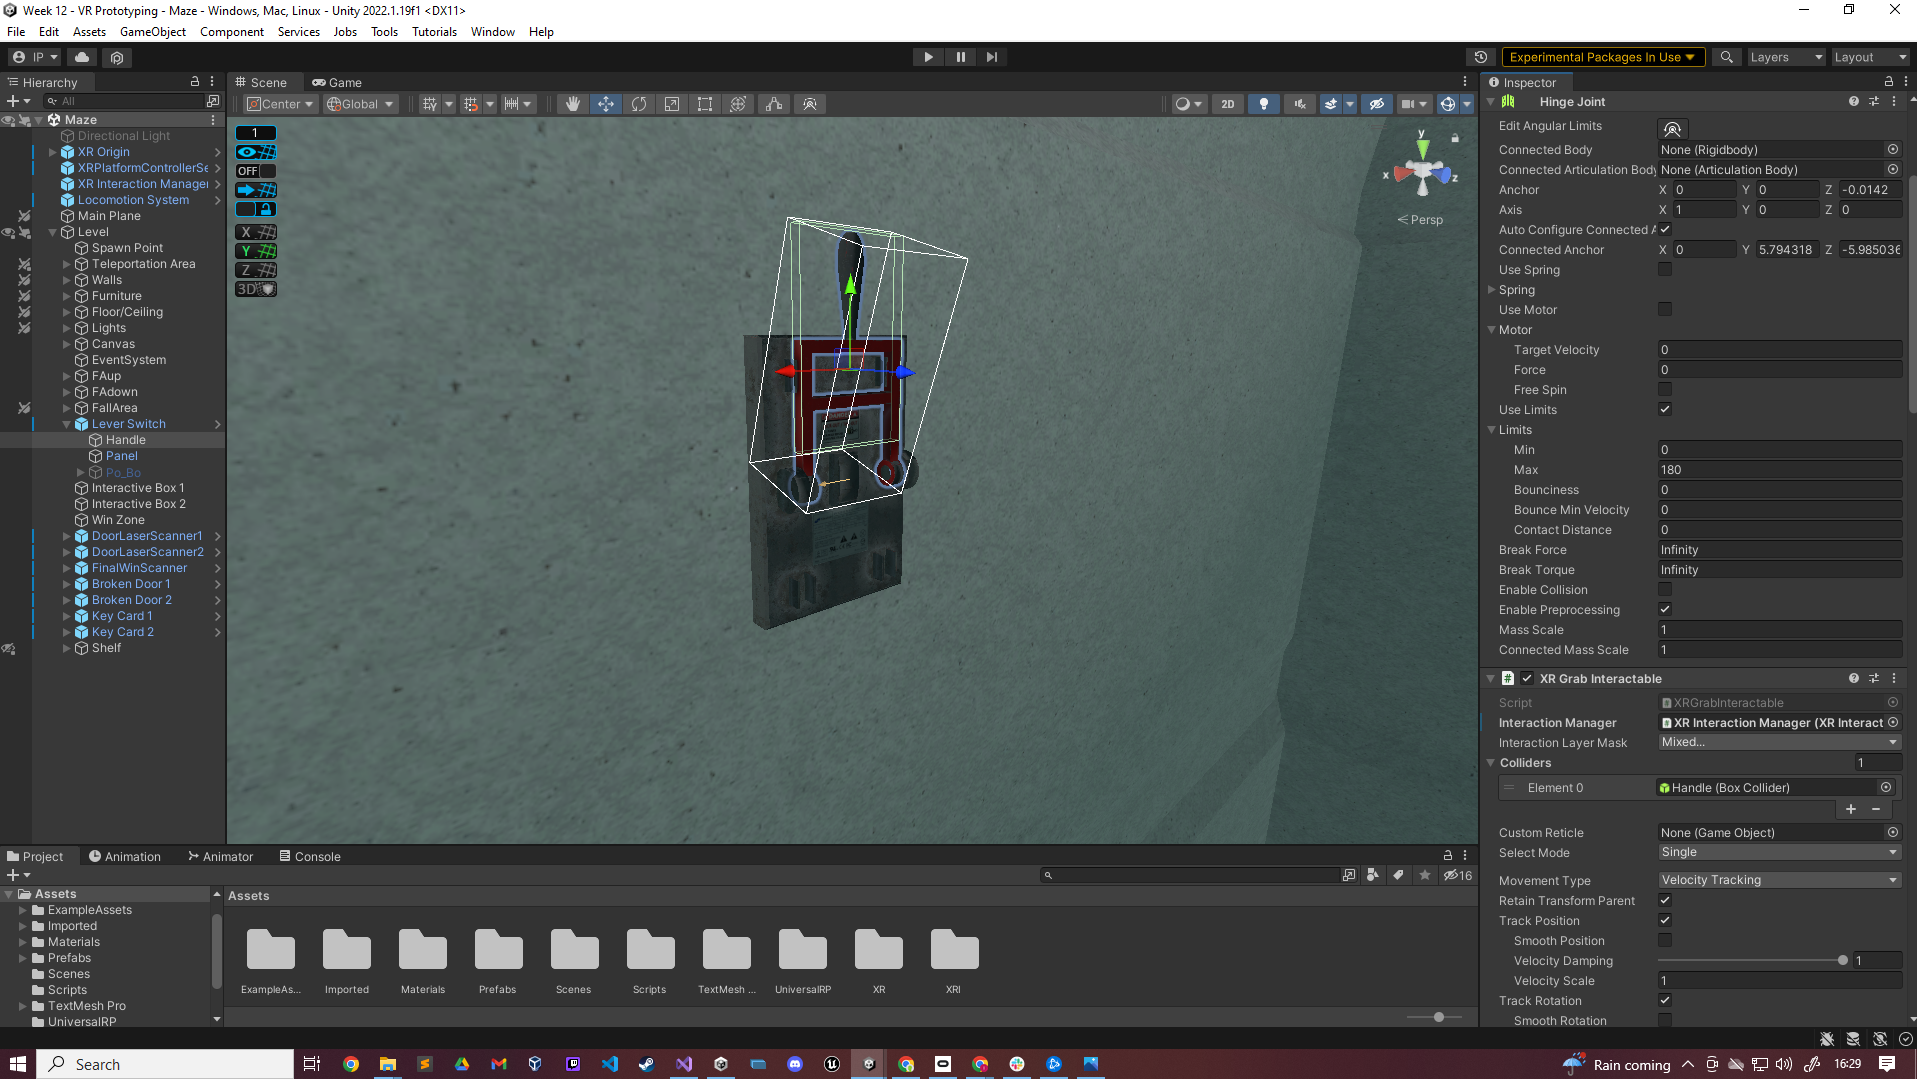 Week 12 - VR Prototyping - Maze - Windows, Mac, Linux - Unity 2022.1.19f1 <DX11>
File Edit Assets GameObject Component Services Jobs Tools Tutorials Window Help
IP Experimental Packages In Use Layers Layout
Hierarchy
All
Maze
Directional Light
XR Origin
XRPlatformControllerSe
XR Interaction Manager
Locomotion System
Main Plane
Level
Spawn Point
Teleportation Area
Walls
Furniture
Floor/Ceiling
Lights
Canvas
EventSystem
FAup
FAdown
FallArea
Lever Switch
Handle
Panel
Po_Bo
Interactive Box 1
Interactive Box 2
Win Zone
DoorLaserScanner1
DoorLaserScanner2
FinalWinScanner
Broken Door 1
Broken Door 2
Key Card 1
Key Card 2
Shelf
Scene Game
Center Global 2D
1
OFF
X
Y
Z
3D
y
x z
Persp
Inspector
Hinge Joint
Edit Angular Limits
Connected Body None (Rigidbody)
Connected Articulation Body None (Articulation Body)
Anchor X 0 Y 0 Z -0.0142
Axis X 1 Y 0 Z 0
Auto Configure Connected A
Connected Anchor X 0 Y 5.794318 Z -5.985036
Use Spring
Spring
Use Motor
Motor
Target Velocity 0
Force 0
Free Spin
Use Limits
Limits
Min 0
Max 180
Bounciness 0
Bounce Min Velocity 0
Contact Distance 0
Break Force Infinity
Break Torque Infinity
Enable Collision
Enable Preprocessing
Mass Scale 1
Connected Mass Scale 1
XR Grab Interactable
Script XRGrabInteractable
Interaction Manager XR Interaction Manager (XR Interact
Interaction Layer Mask Mixed...
Colliders 1
Element 0 Handle (Box Collider)
Custom Reticle None (Game Object)
Select Mode Single
Movement Type Velocity Tracking
Retain Transform Parent
Track Position
Smooth Position
Velocity Damping 1
Velocity Scale 1
Track Rotation
Smooth Rotation
Project Animation Animator Console
16
Assets
ExampleAssets
Imported
Materials
Prefabs
Scenes
Scripts
TextMesh Pro
UniversalRP
Assets
ExampleAs... Imported Materials Prefabs Scenes Scripts TextMesh ... UniversalRP XR XRI
Search Rain coming 16:29